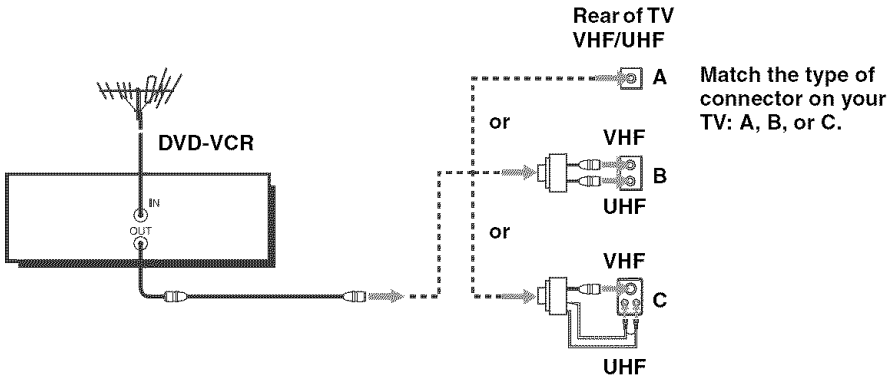 Rear of TV
VHF/UHF
A
Match the type of
connector on your
TV: A, B, or C.
or
VHF
DVD-VCR
B
IN
UHF
OUT
or
VHF
C
UHF